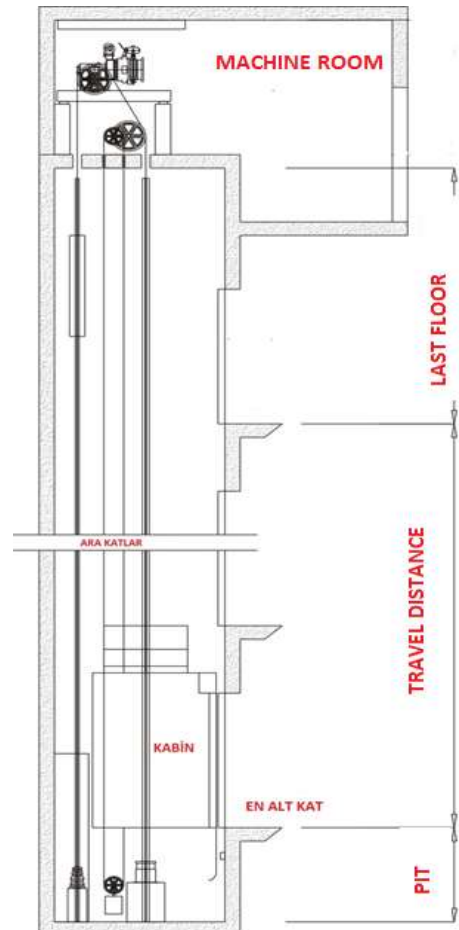 MACHINE ROOM
LAST FLOOR
ARA KATLAR
TRAVEL DISTANCE
KABİN
EN ALT KAT
PIT